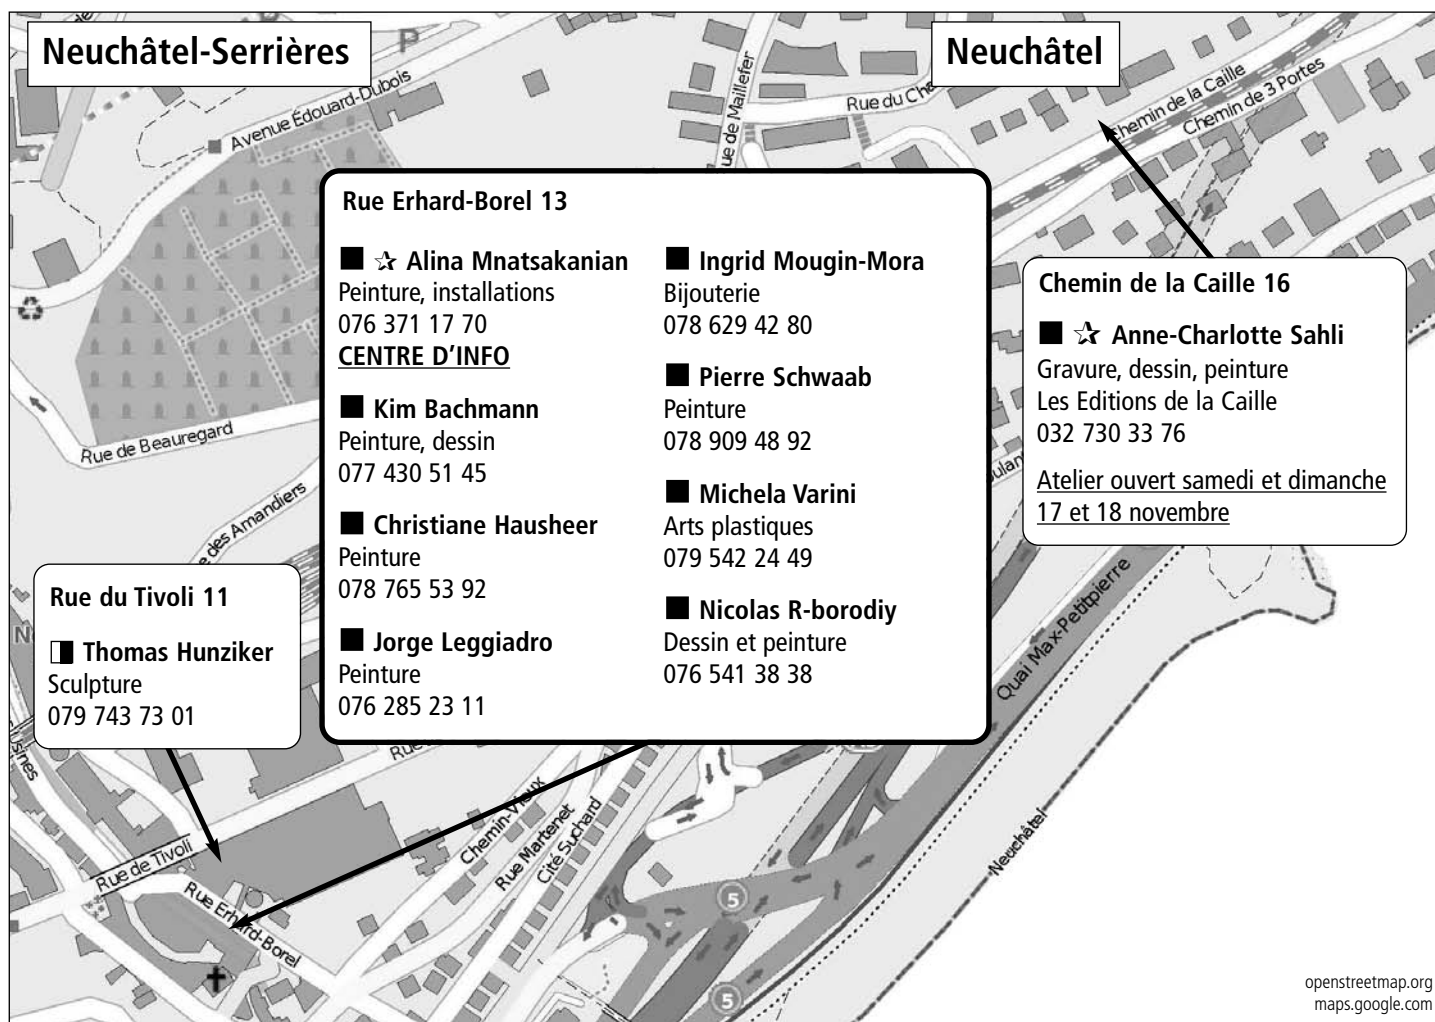 Neuchâtel-Serrières
Neuchâtel
P
Avenue Édouard-Dubois
Rue de Maillefer
Rue du
Chemin de la Caille
Chemin de 3 Portes
Rue Erhard-Borel 13
■ ☆ Alina Mnatsakanian
Peinture, installations
076 371 17 70
CENTRE D'INFO
■ Kim Bachmann
Peinture, dessin
077 430 51 45
■ Christiane Hausheer
Peinture
078 765 53 92
■ Jorge Leggiadro
Peinture
076 285 23 11
■ Ingrid Mougin-Mora
Bijouterie
078 629 42 80
■ Pierre Schwaab
Peinture
078 909 48 92
■ Michela Varini
Arts plastiques
079 542 24 49
■ Nicolas R-borodiy
Dessin et peinture
076 541 38 38
Chemin de la Caille 16
■ ☆ Anne-Charlotte Sahli
Gravure, dessin, peinture
Les Editions de la Caille
032 730 33 76
Atelier ouvert samedi et dimanche
17 et 18 novembre
Rue de Beauregard
des Amandiers
Rue du Tivoli 11
Thomas Hunziker
Sculpture
079 743 73 01
Quai Max-Petitpierre
Rue de Tivoli
Rue Erhard-Borel
Chemin-Vieux
Rue Martenet
Cité Suchard
Neuchâtel
5
5
openstreetmap.org
maps.google.com